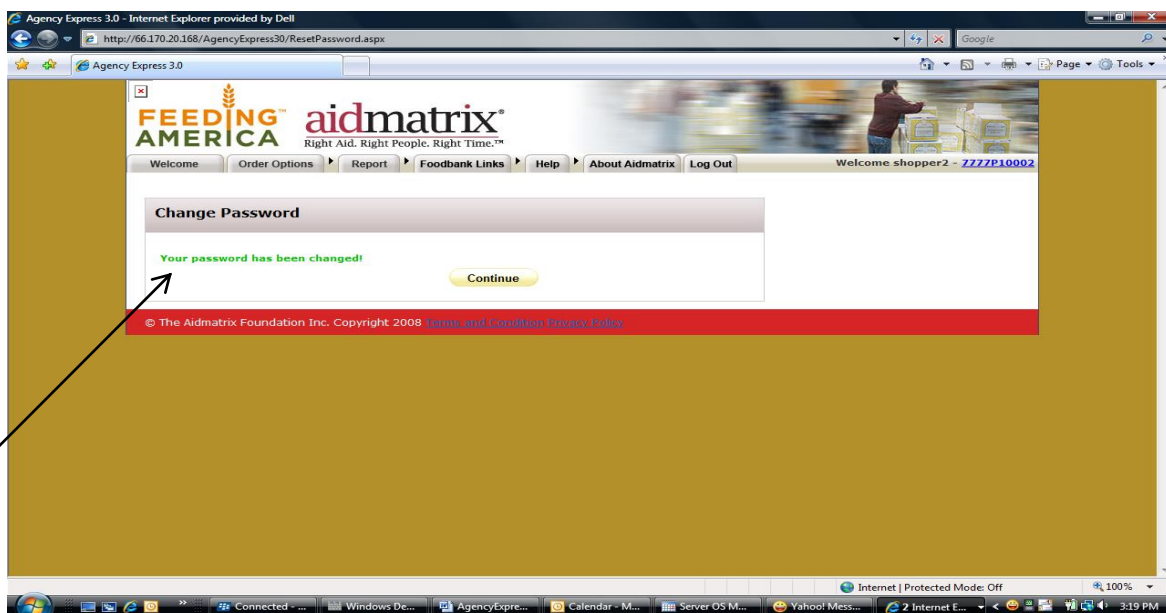 Agency Express 3.0 - Internet Explorer provided by Dell
http://66.170.20.168/AgencyExpress30/ResetPassword.aspx
Google
Agency Express 3.0
Page
Tools
FEEDING™ AMERICA
aidmatrix®
Right Aid. Right People. Right Time.™
Welcome Order Options Report Foodbank Links Help About Aidmatrix Log Out Welcome shopper2 - 7777P10002
Change Password
Your password has been changed!
Continue
© The Aidmatrix Foundation Inc. Copyright 2008 Terms and Condition Privacy Policy
Internet | Protected Mode: Off 100%
Connected - ... Windows De... AgencyExpre... Calendar - M... Server OS M... Yahoo! Mess... 2 Internet E... 3:19 PM